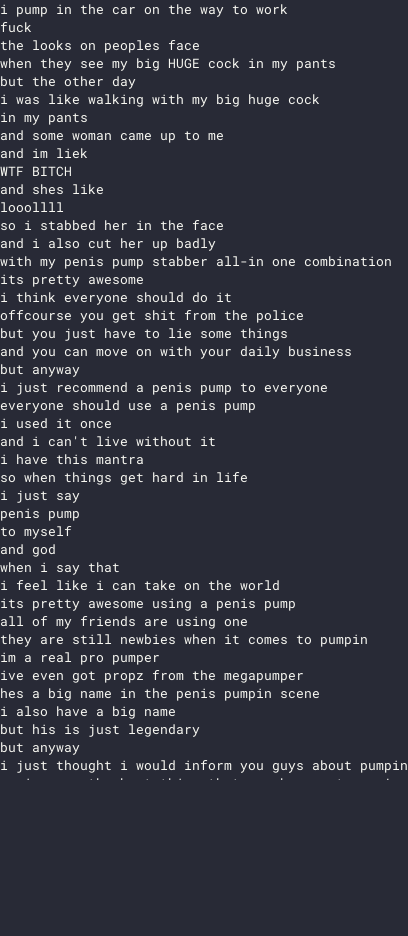 i pump in the car on the way to work
fuck
the looks on peoples face
when they see my big HUGE cock in my pants
but the other day
i was like walking with my big huge cock
in my pants
and some woman came up to me
and im liek
WTF BITCH
and shes like
looollll
so i stabbed her in the face
and i also cut her up badly
with my penis pump stabber all-in one combination
its pretty awesome
i think everyone should do it
offcourse you get shit from the police
but you just have to lie some things
and you can move on with your daily business
but anyway
i just recommend a penis pump to everyone
everyone should use a penis pump
i used it once
and i can't live without it
i have this mantra
so when things get hard in life
i just say
penis pump
to myself
and god
when i say that
i feel like i can take on the world
its pretty awesome using a penis pump
all of my friends are using one
they are still newbies when it comes to pumpin
im a real pro pumper
ive even got propz from the megapumper
hes a big name in the penis pumpin scene
i also have a big name
but his is just legendary
but anyway
i just thought i would inform you guys about pumpin